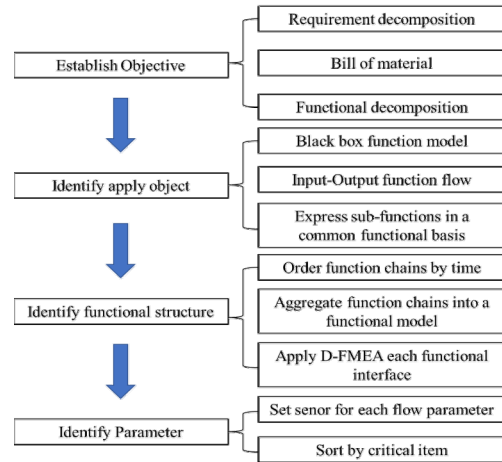 Requirement decomposition
Establish Objective
Bill of material
Functional decomposition
Black box function model
Identify apply object
Input-Output function flow
Express sub-functions in a
common functional basis
Order function chains by time
Identify functional structure
Aggregate function chains into a
functional model
Apply D-FMEA each functional
interface
Identify Parameter
Set senor for each flow parameter
Sort by critical item